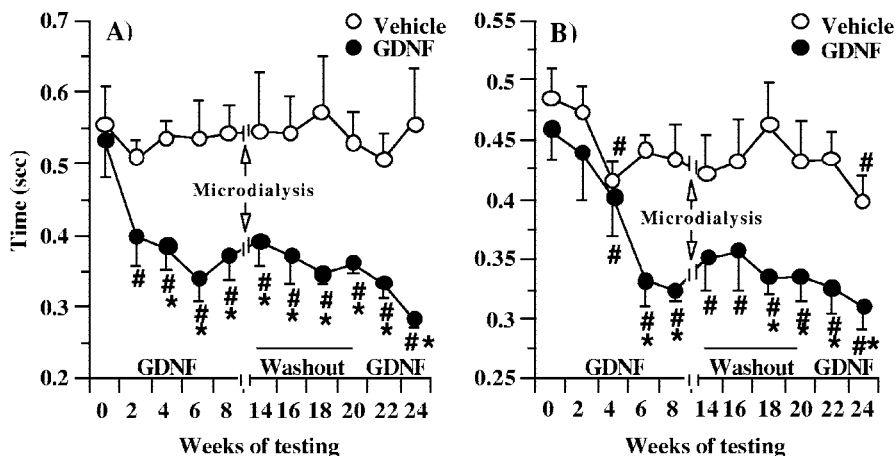 A)
Vehicle
GDNF
0.7
0.6
0.5
0.4
0.3
0.2
Time (sec)
Microdialysis
# # # # # # # # # # #
* * * * * * * * * *
GDNF Washout GDNF
0 2 4 6 8 14 16 18 20 22 24
Weeks of testing
B)
Vehicle
GDNF
0.55
0.5
0.45
0.4
0.35
0.3
0.25
# #
Microdialysis
# # # # # # # # # #
* * * * * *
GDNF Washout GDNF
0 2 4 6 8 14 16 18 20 22 24
Weeks of testing